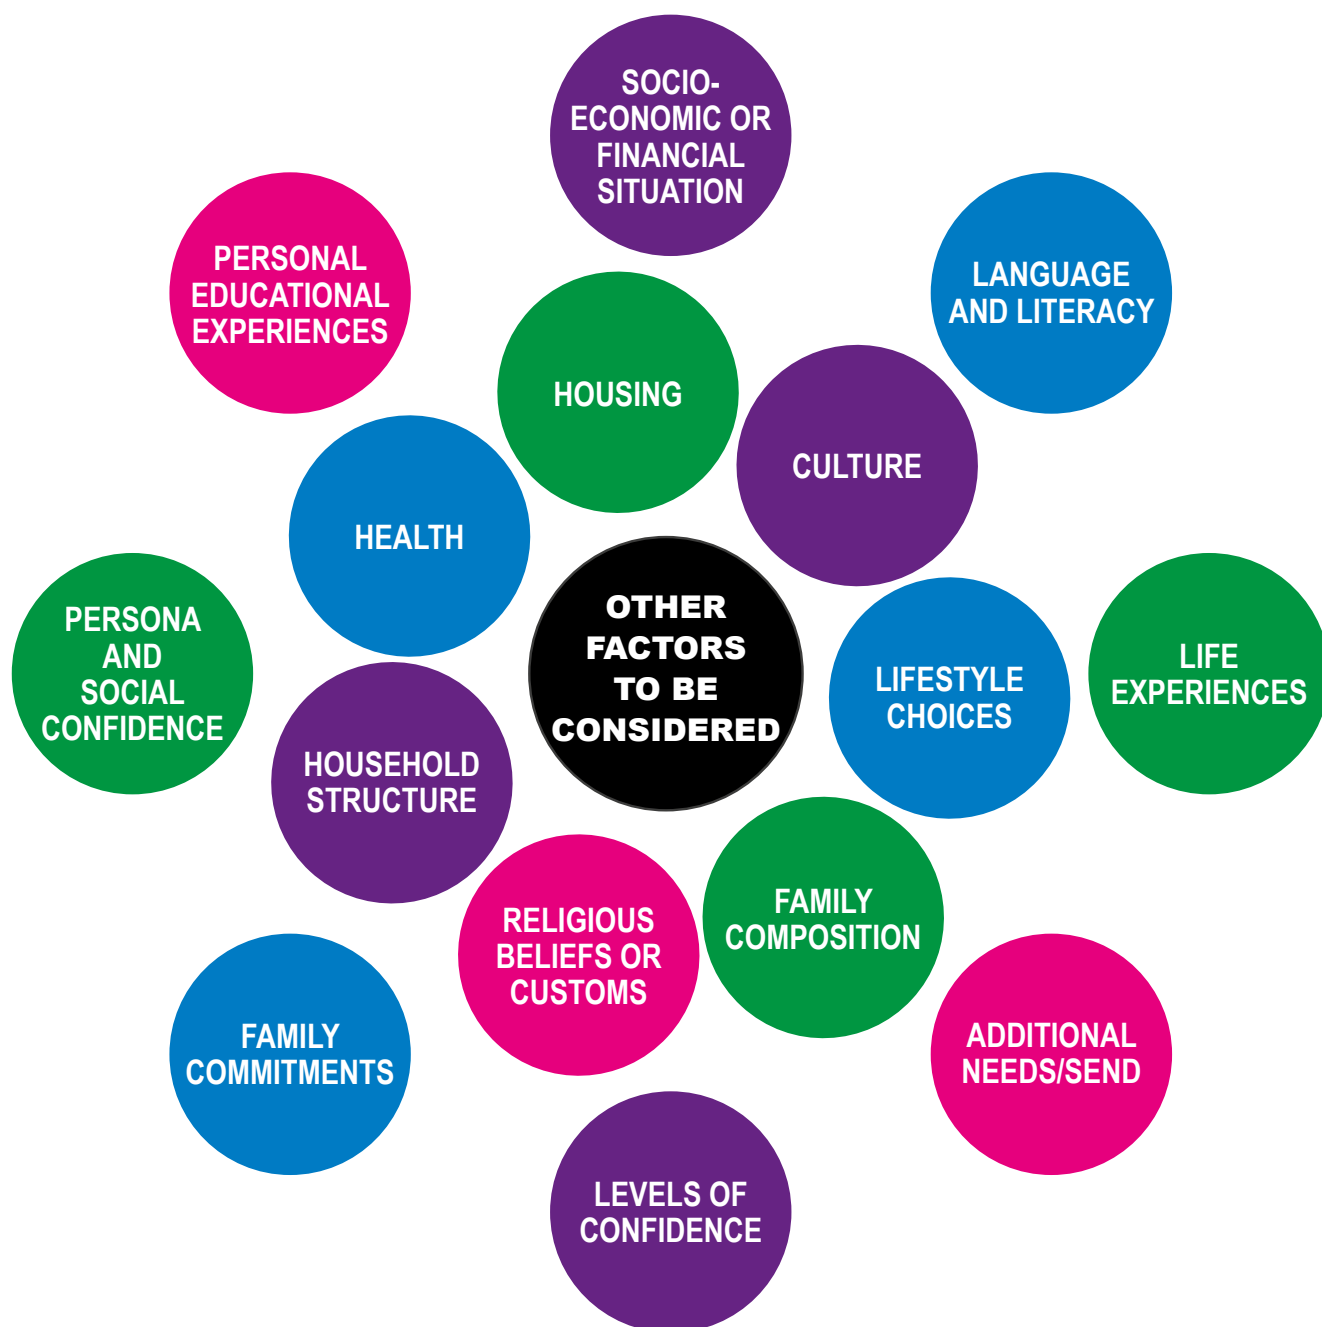 SOCIO-
ECONOMIC OR
FINANCIAL
SITUATION
PERSONAL
EDUCATIONAL
EXPERIENCES
LANGUAGE
AND LITERACY
HOUSING
CULTURE
HEALTH
OTHER
FACTORS
TO BE
CONSIDERED
PERSONA
AND
SOCIAL
CONFIDENCE
LIFESTYLE
CHOICES
LIFE
EXPERIENCES
HOUSEHOLD
STRUCTURE
RELIGIOUS
BELIEFS OR
CUSTOMS
FAMILY
COMPOSITION
FAMILY
COMMITMENTS
ADDITIONAL
NEEDS/SEND
LEVELS OF
CONFIDENCE